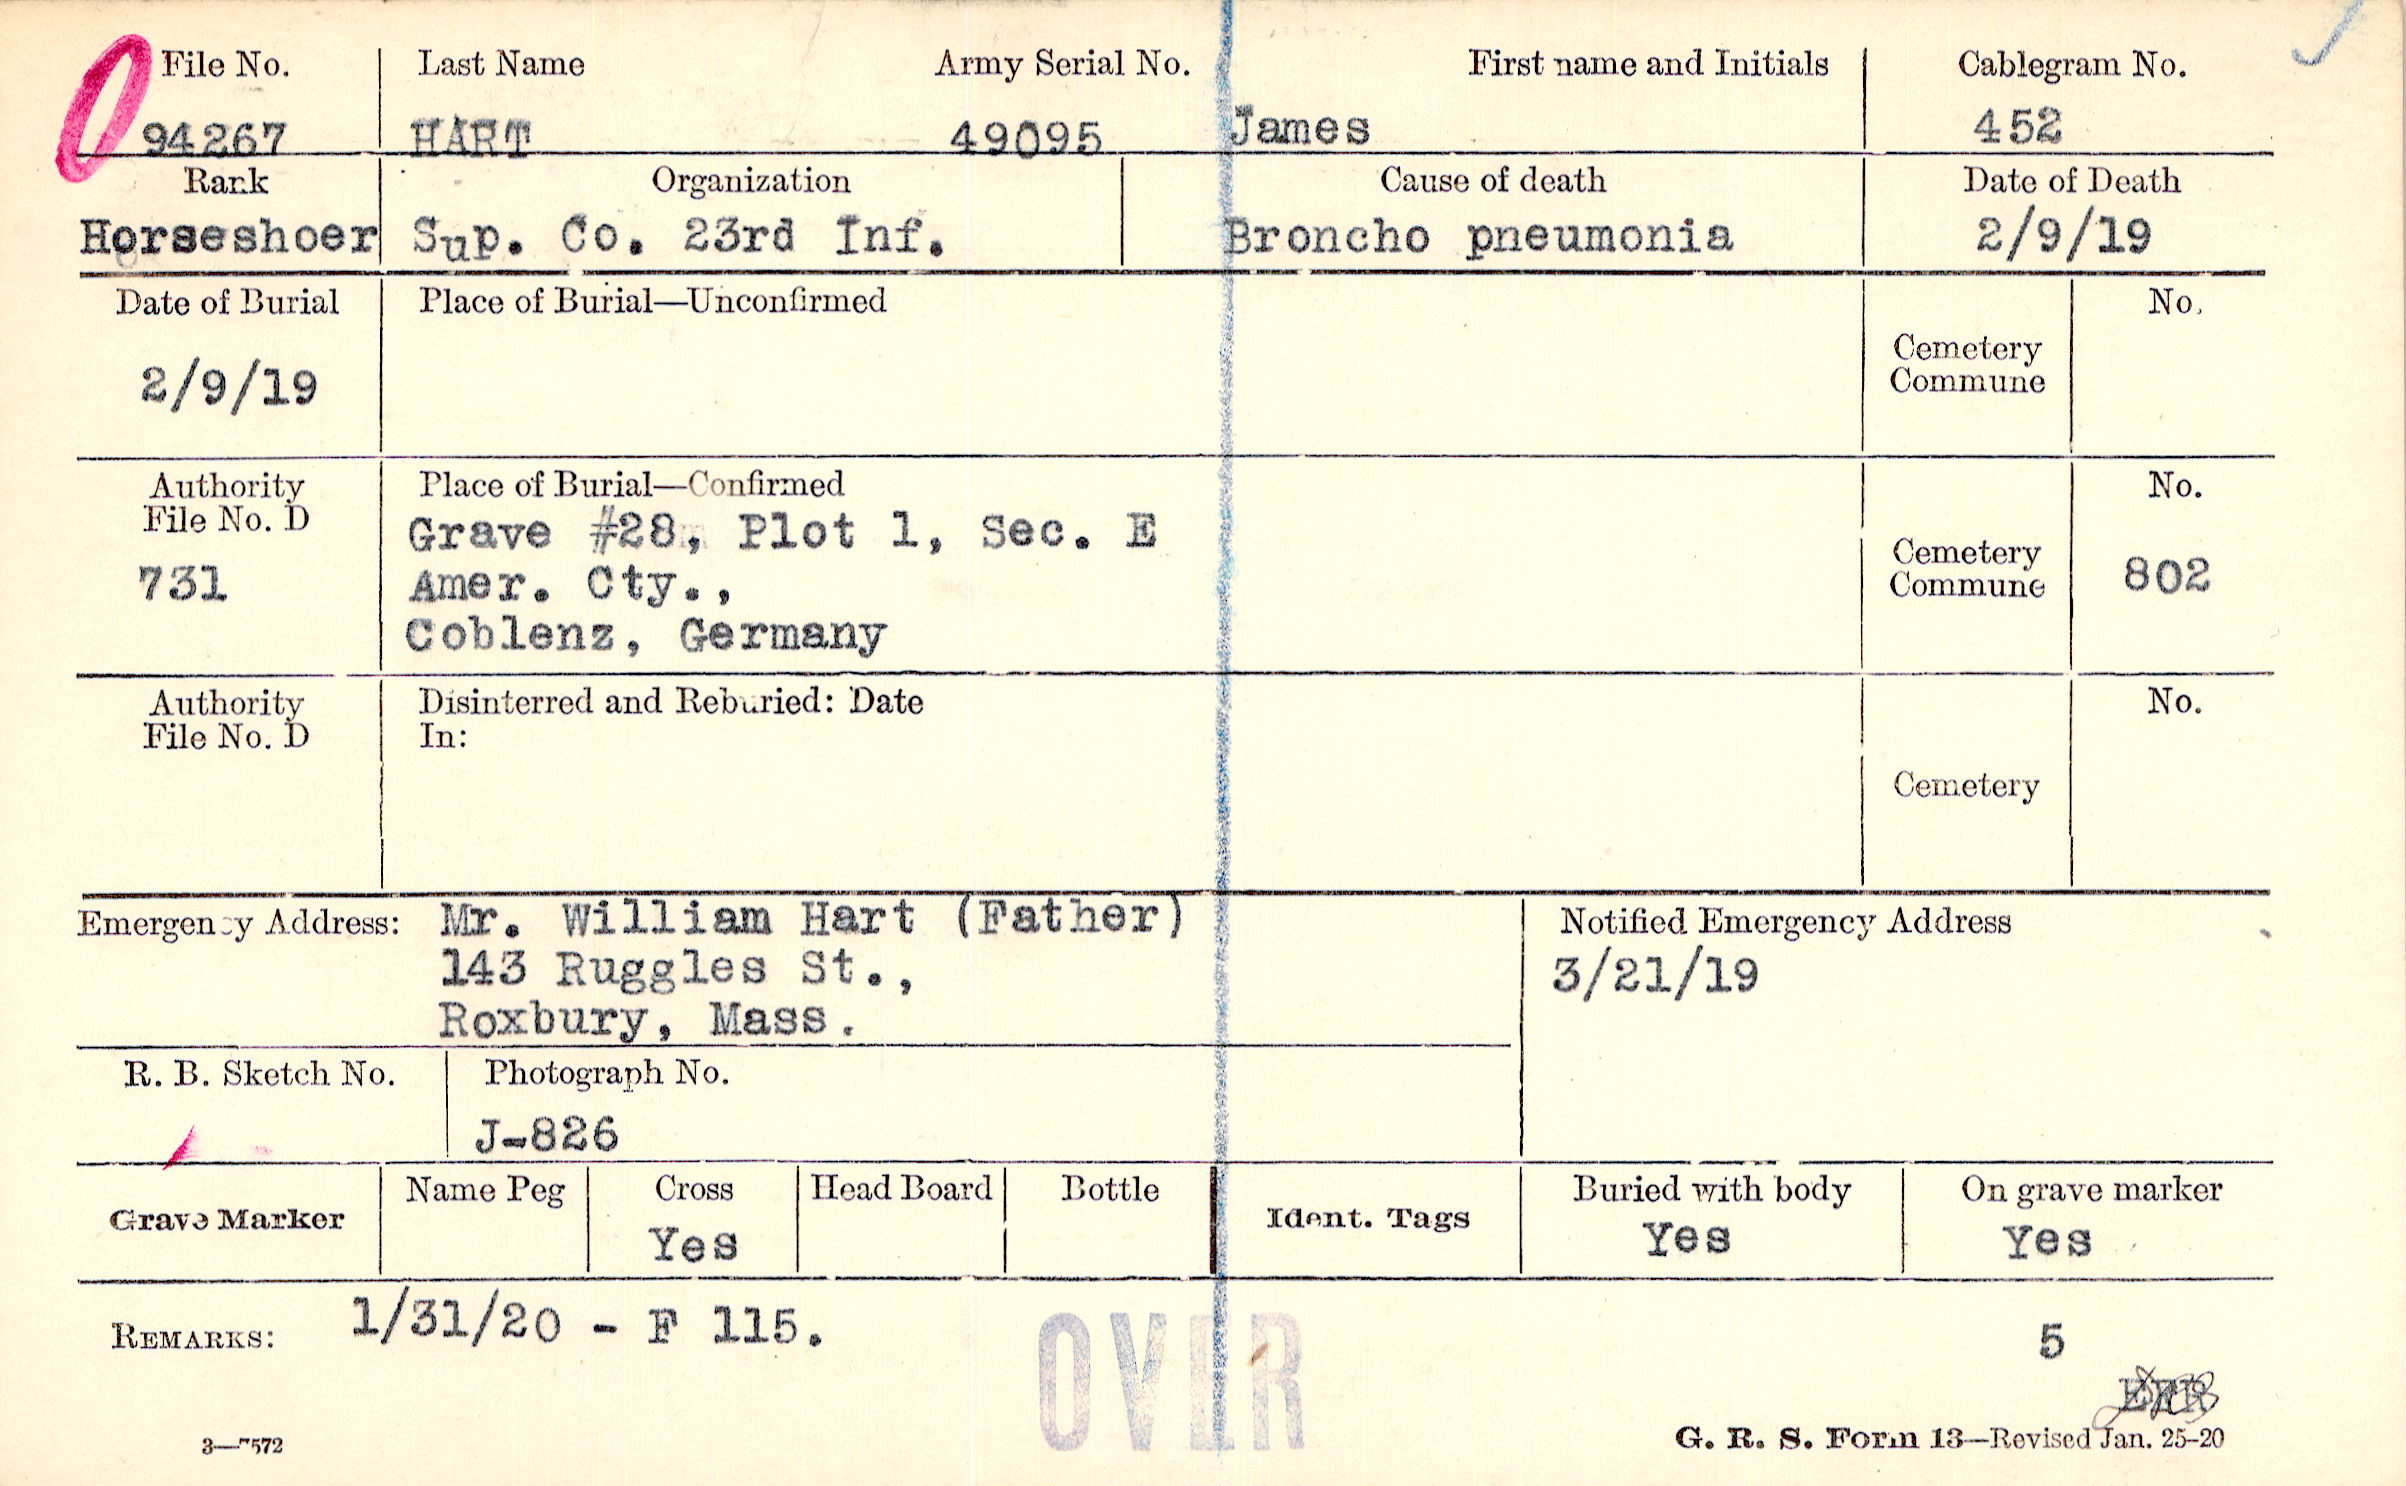 File No. Last Name Army Serial No. First name and Initials Cablegram No.
94267 HART 49095 James 452
Rank Organization Cause of death Date of Death
Horseshoer Sup. Co. 23rd Inf. Broncho pneumonia 2/9/19
Date of Burial Place of Burial—Unconfirmed No.
Cemetery
Commune
2/9/19
Authority Place of Burial—Confirmed No.
File No. D
Grave #28, Plot 1, Sec. E
Cemetery
Commune
731 Amer. Cty., 802
Coblenz, Germany
Authority Disinterred and Reburied: Date No.
File No. D In:
Cemetery
Emergency Address: Mr. William Hart (Father) Notified Emergency Address
143 Ruggles St., 3/21/19
Roxbury, Mass.
R. B. Sketch No. Photograph No.
J-826
Grave Marker Name Peg Cross Head Board Bottle Ident. Tags Buried with body On grave marker
Yes Yes Yes
REMARKS: 1/31/20 - F 115. 5
OVER
3—7572 G. R. S. Form 13—Revised Jan. 25-20